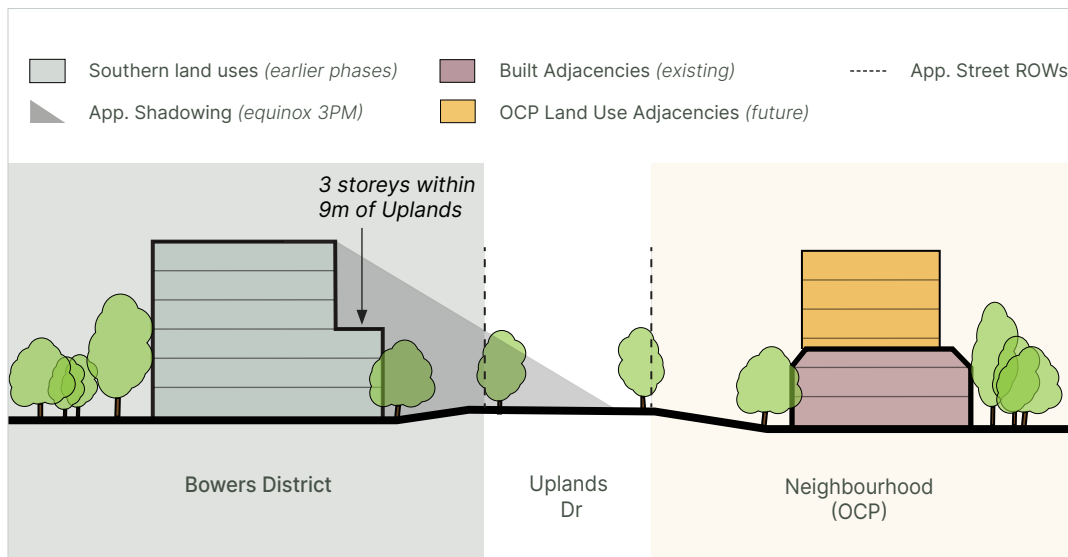 Southern land uses (earlier phases)
Built Adjacencies (existing)
App. Street ROWs
App. Shadowing (equinox 3PM)
OCP Land Use Adjacencies (future)
3 storeys within
9m of Uplands
Bowers District
Uplands
Dr
Neighbourhood
(OCP)